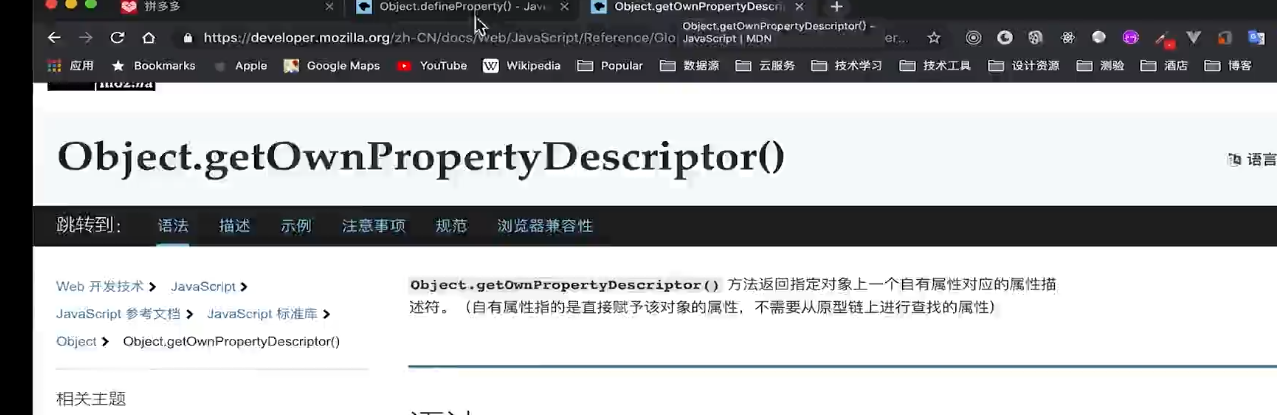 拼多多
Object.defineProperty() - Java
Object.getOwnPropertyDescri
Object.getOwnPropertyDescriptor() –
JavaScript | MDN
https://developer.mozilla.org/zh-CN/docs/Web/JavaScript/Reference/Glo
er...
应用 Bookmarks Apple Google Maps YouTube Wikipedia Popular 数据源 云服务 技术学习 技术工具 设计资源 测验 酒店 博客
Object.getOwnPropertyDescriptor()
语言
跳转到: 语法 描述 示例 注意事项 规范 浏览器兼容性
Web 开发技术 > JavaScript >
JavaScript 参考文档 > JavaScript 标准库 >
Object > Object.getOwnPropertyDescriptor()
相关主题
Object.getOwnPropertyDescriptor() 方法返回指定对象上一个自有属性对应的属性描
述符。（自有属性指的是直接赋予该对象的属性，不需要从原型链上进行查找的属性）